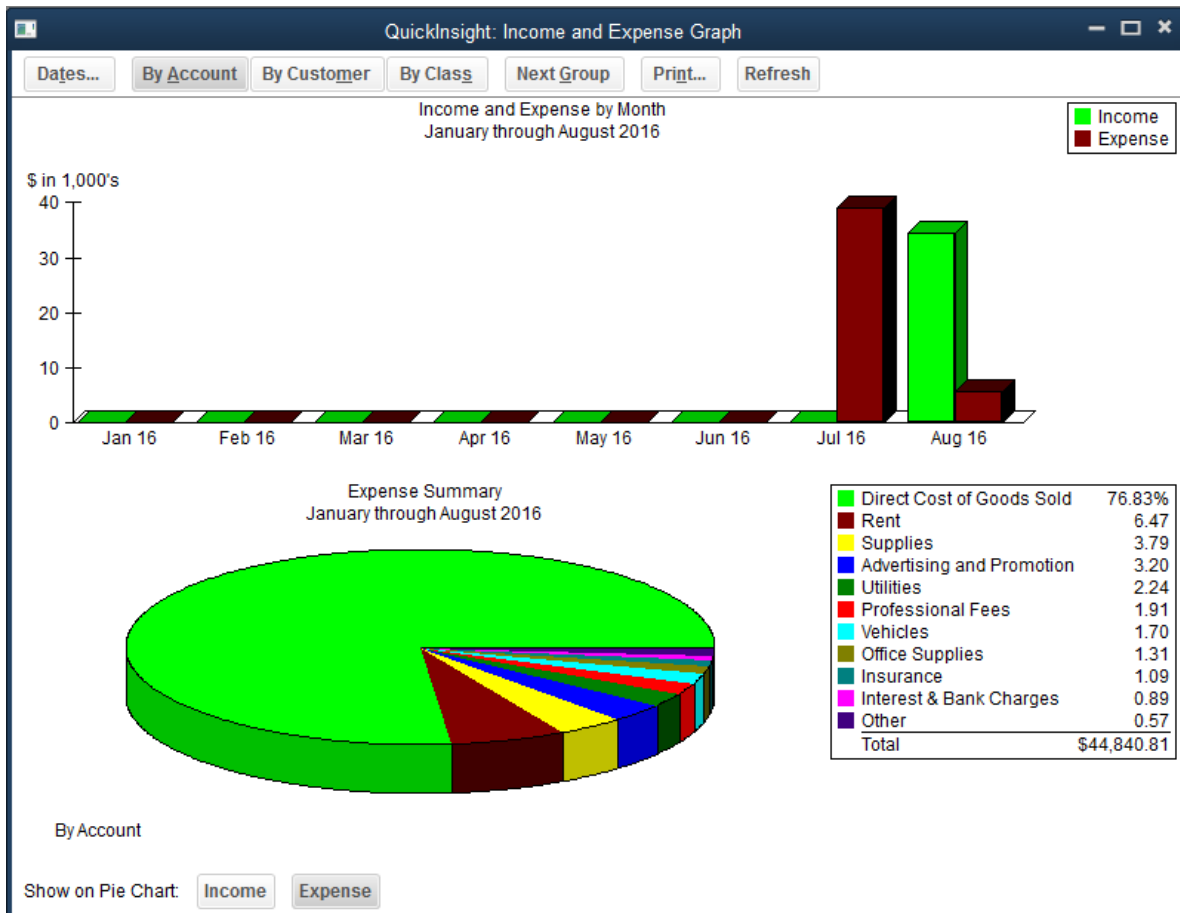 QuickInsight: Income and Expense Graph
Dates... By Account By Customer By Class Next Group Print... Refresh
Income and Expense by Month
January through August 2016
Income
Expense
$ in 1,000's
40
30
20
10
0
Jan 16 Feb 16 Mar 16 Apr 16 May 16 Jun 16 Jul 16 Aug 16
Expense Summary
January through August 2016
Direct Cost of Goods Sold 76.83%
Rent 6.47
Supplies 3.79
Advertising and Promotion 3.20
Utilities 2.24
Professional Fees 1.91
Vehicles 1.70
Office Supplies 1.31
Insurance 1.09
Interest & Bank Charges 0.89
Other 0.57
Total $44,840.81
By Account
Show on Pie Chart: Income Expense